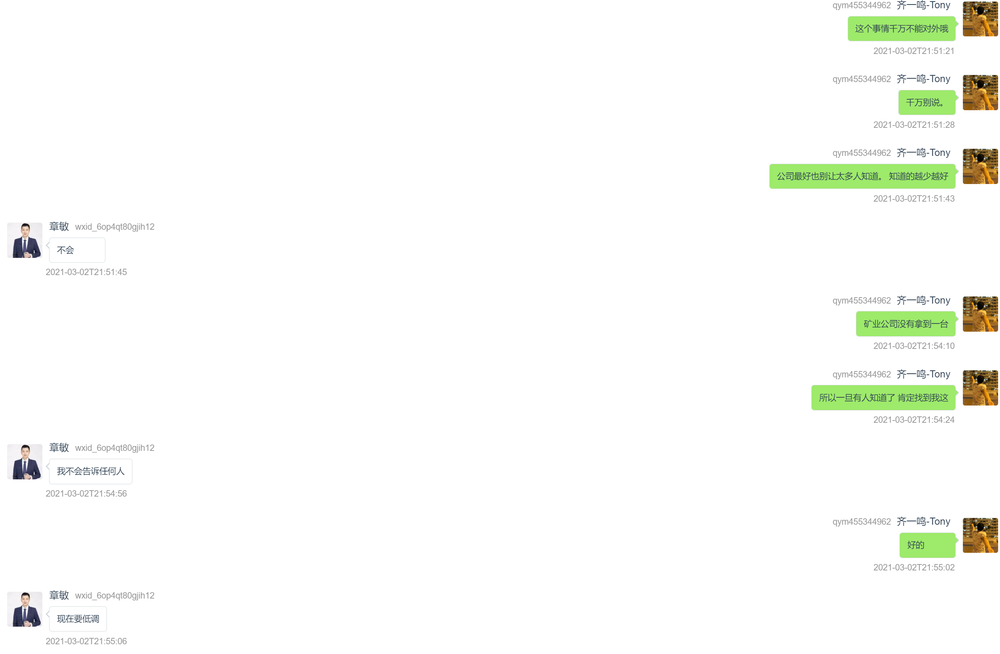 qym455344962 齐一鸣-Tony
这个事情千万不能对外哦
2021-03-02T21:51:21
qym455344962 齐一鸣-Tony
千万别说。
2021-03-02T21:51:28
qym455344962 齐一鸣-Tony
公司最好也别让太多人知道。 知道的越少越好
2021-03-02T21:51:43
章敏 wxid_6op4qt80gjih12
不会
2021-03-02T21:51:45
qym455344962 齐一鸣-Tony
矿业公司没有拿到一台
2021-03-02T21:54:10
qym455344962 齐一鸣-Tony
所以一旦有人知道了 肯定找到我这
2021-03-02T21:54:24
章敏 wxid_6op4qt80gjih12
我不会告诉任何人
2021-03-02T21:54:56
qym455344962 齐一鸣-Tony
好的
2021-03-02T21:55:02
章敏 wxid_6op4qt80gjih12
现在要低调
2021-03-02T21:55:06